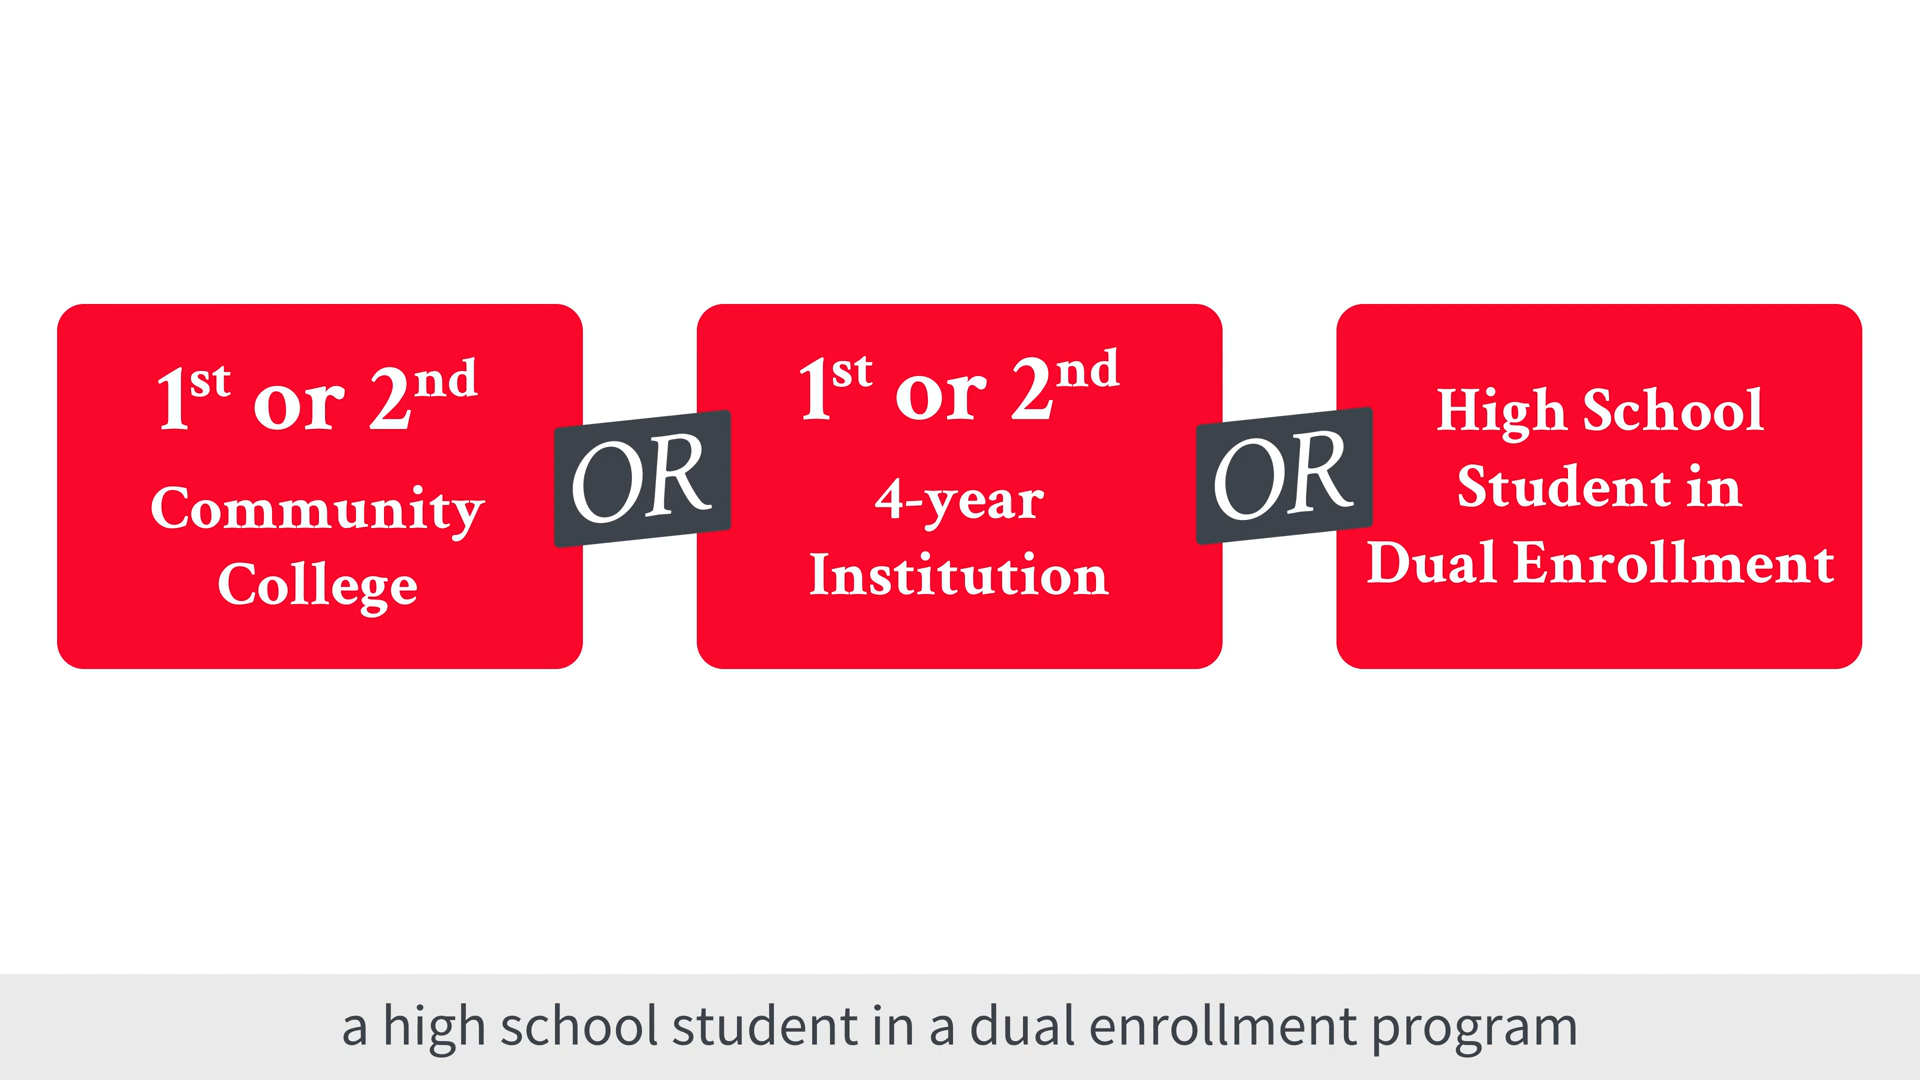 1st or 2nd
Community
College
OR
1st or 2nd
4-year
Institution
OR
High School
Student in
Dual Enrollment
a high school student in a dual enrollment program